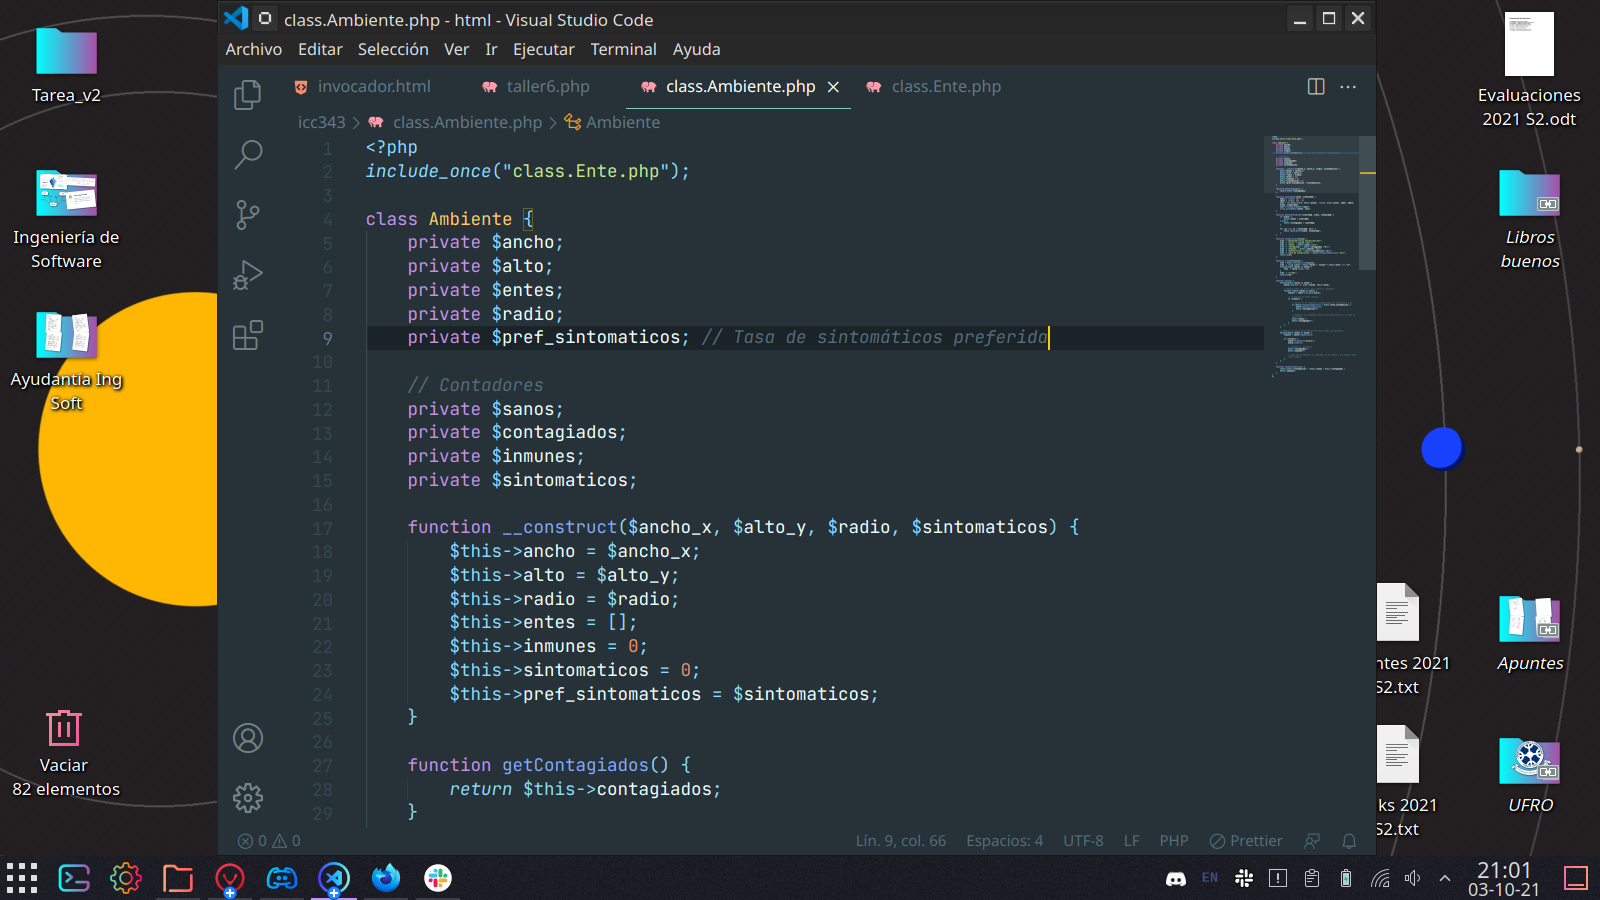 class.Ambiente.php - html - Visual Studio Code
Archivo Editar Selección Ver Ir Ejecutar Terminal Ayuda
invocador.html taller6.php class.Ambiente.php class.Ente.php
icc343 > class.Ambiente.php > Ambiente
1 <?php
2 include_once("class.Ente.php");
3
4 class Ambiente {
5 private $ancho;
6 private $alto;
7 private $entes;
8 private $radio;
9 private $pref_sintomaticos; // Tasa de sintomáticos preferida
10
11 // Contadores
12 private $sanos;
13 private $contagiados;
14 private $inmunes;
15 private $sintomaticos;
16
17 function __construct($ancho_x, $alto_y, $radio, $sintomaticos) {
18 $this->ancho = $ancho_x;
19 $this->alto = $alto_y;
20 $this->radio = $radio;
21 $this->entes = [];
22 $this->inmunes = 0;
23 $this->sintomaticos = 0;
24 $this->pref_sintomaticos = $sintomaticos;
25 }
26
27 function getContagiados() {
28 return $this->contagiados;
29 }
0 0 Lín. 9, col. 66 Espacios: 4 UTF-8 LF PHP Prettier
Tarea_v2
Ingeniería de
Software
Ayudantía Ing
Soft
Vaciar
82 elementos
Evaluaciones
2021 S2.odt
Libros
buenos
ntes 2021
S2.txt
Apuntes
ks 2021
S2.txt
UFRO
EN
21:01
03-10-21